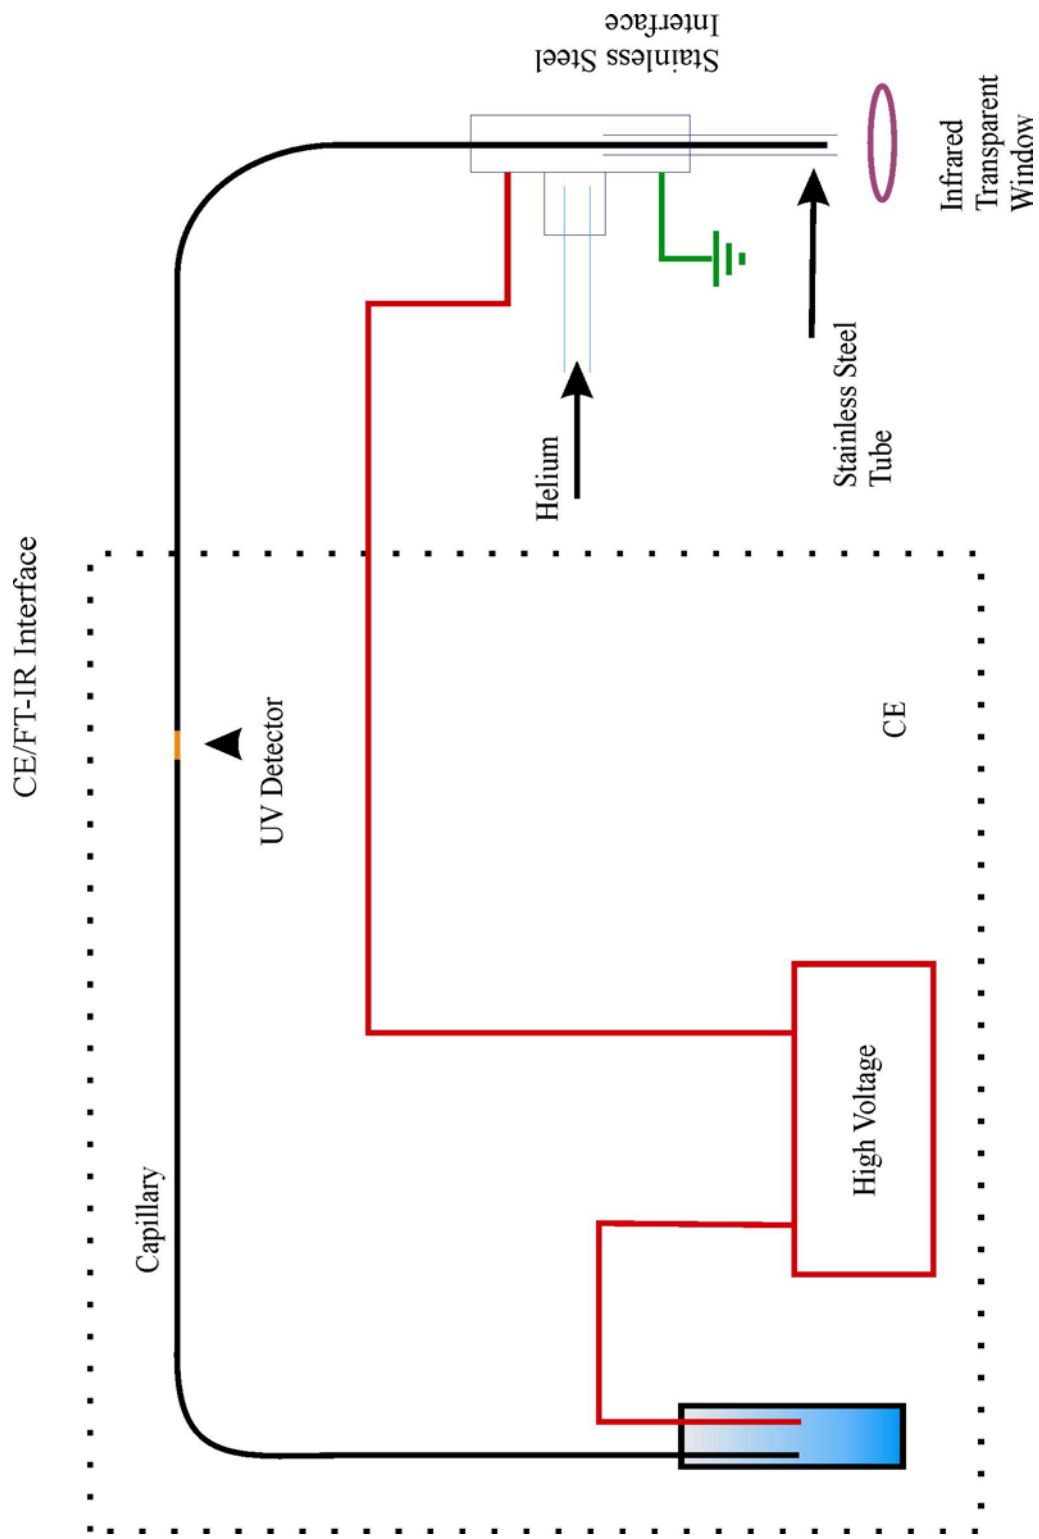 CE/FT-IR Interface
Capillary
UV Detector
High Voltage
CE
Helium
Stainless Steel
Tube
Stainless Steel
Interface
Infrared
Transparent
Window